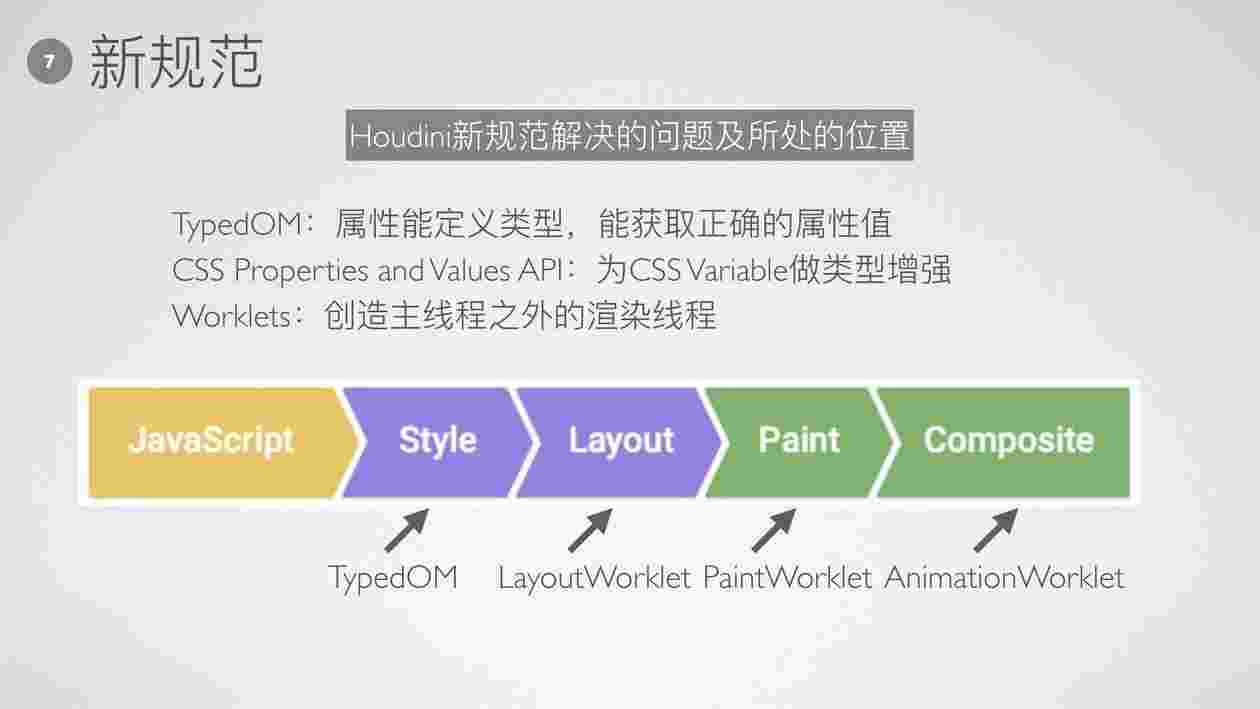 7 新规范
Houdini新规范解决的问题及所处的位置
TypedOM：属性能定义类型，能获取正确的属性值
CSS Properties and Values API：为CSS Variable做类型增强
Worklets：创造主线程之外的渲染线程
JavaScript Style Layout Paint Composite
TypedOM LayoutWorklet PaintWorklet AnimationWorklet